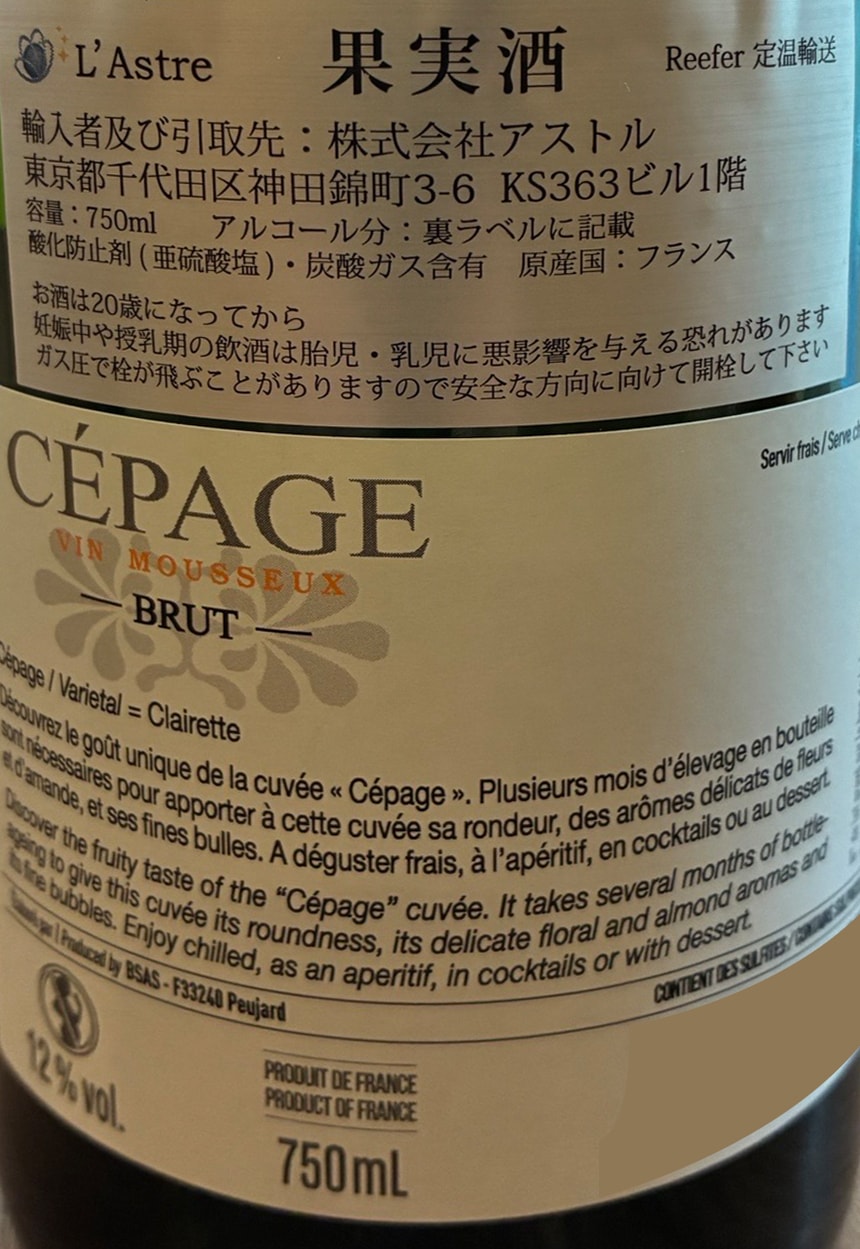 L'Astre 果実酒 Reefer 定温輸送
輸入者及び引取先：株式会社アストル
東京都千代田区神田錦町3-6 KS363ビル1階
容量：750ml アルコール分：裏ラベルに記載
酸化防止剤(亜硫酸塩)・炭酸ガス含有 原産国：フランス
お酒は20歳になってから
妊娠中や授乳期の飲酒は胎児・乳児に悪影響を与える恐れがあります
ガス圧で栓が飛ぶことがありますので安全な方向に向けて開栓して下さい
Servir frais / Serve
CÉPAGE
VIN MOUSSEUX
— BRUT —
Cépage / Varietal = Clairette
Découvrez le goût unique de la cuvée « Cépage ». Plusieurs mois d'élevage en bouteille
sont nécessaires pour apporter à cette cuvée sa rondeur, des arômes délicats de fleurs
et d'amande, et ses fines bulles. A déguster frais, à l'apéritif, en cocktails ou au dessert.
Discover the fruity taste of the “Cépage” cuvée. It takes several months of bottle-
ageing to give this cuvée its roundness, its delicate floral and almond aromas and
its fine bubbles. Enjoy chilled, as an aperitif, in cocktails or with dessert.
Elaboré par / Produced by BSAS - F33240 Peujard
CONTIENT DES SULFITES / CONTAINS
12 % vol.
PRODUIT DE FRANCE
PRODUCT OF FRANCE
750 mL